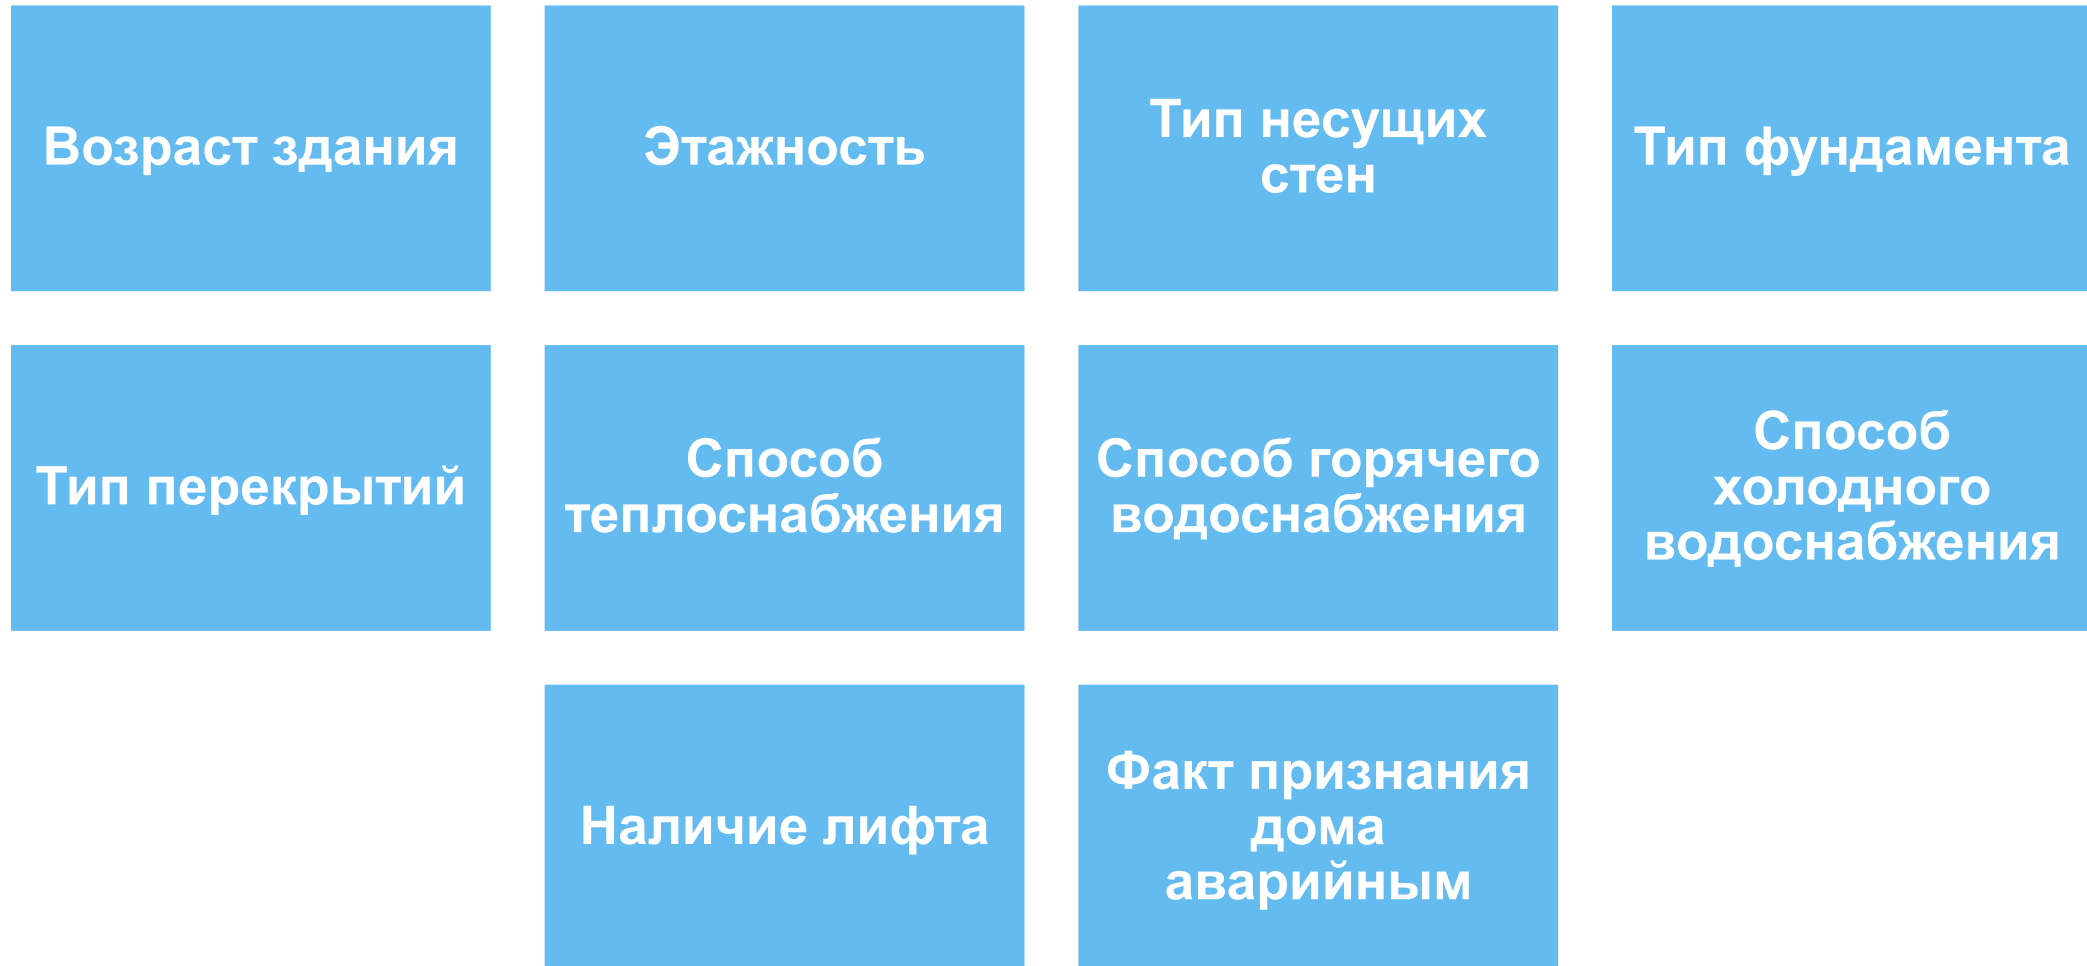 Возраст здания
Этажность
Тип несущих
стен
Тип фундамента
Тип перекрытий
Способ
теплоснабжения
Способ горячего
водоснабжения
Способ
холодного
водоснабжения
Наличие лифта
Факт признания
дома
аварийным